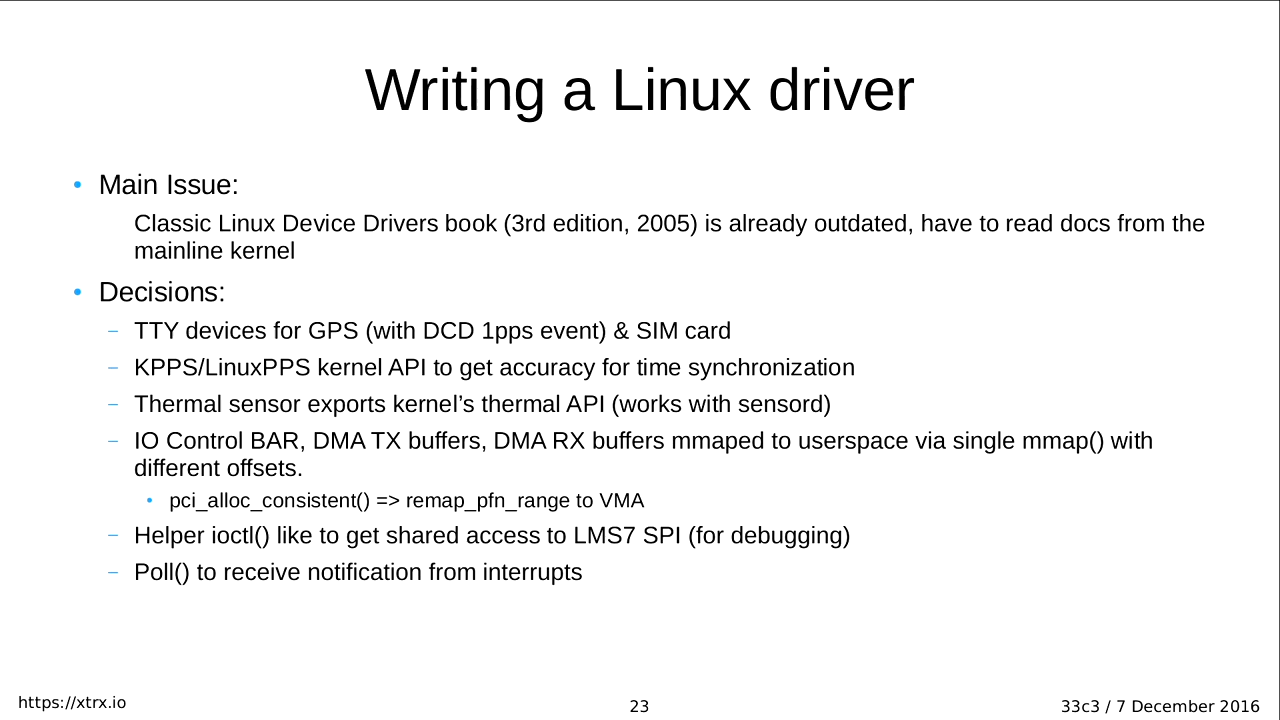 Writing a Linux driver
• Main Issue:
Classic Linux Device Drivers book (3rd edition, 2005) is already outdated, have to read docs from the
mainline kernel
• Decisions:
– TTY devices for GPS (with DCD 1pps event) & SIM card
– KPPS/LinuxPPS kernel API to get accuracy for time synchronization
– Thermal sensor exports kernel’s thermal API (works with sensord)
– IO Control BAR, DMA TX buffers, DMA RX buffers mmaped to userspace via single mmap() with
different offsets.
• pci_alloc_consistent() => remap_pfn_range to VMA
– Helper ioctl() like to get shared access to LMS7 SPI (for debugging)
– Poll() to receive notification from interrupts
https://xtrx.io
23
33c3 / 7 December 2016